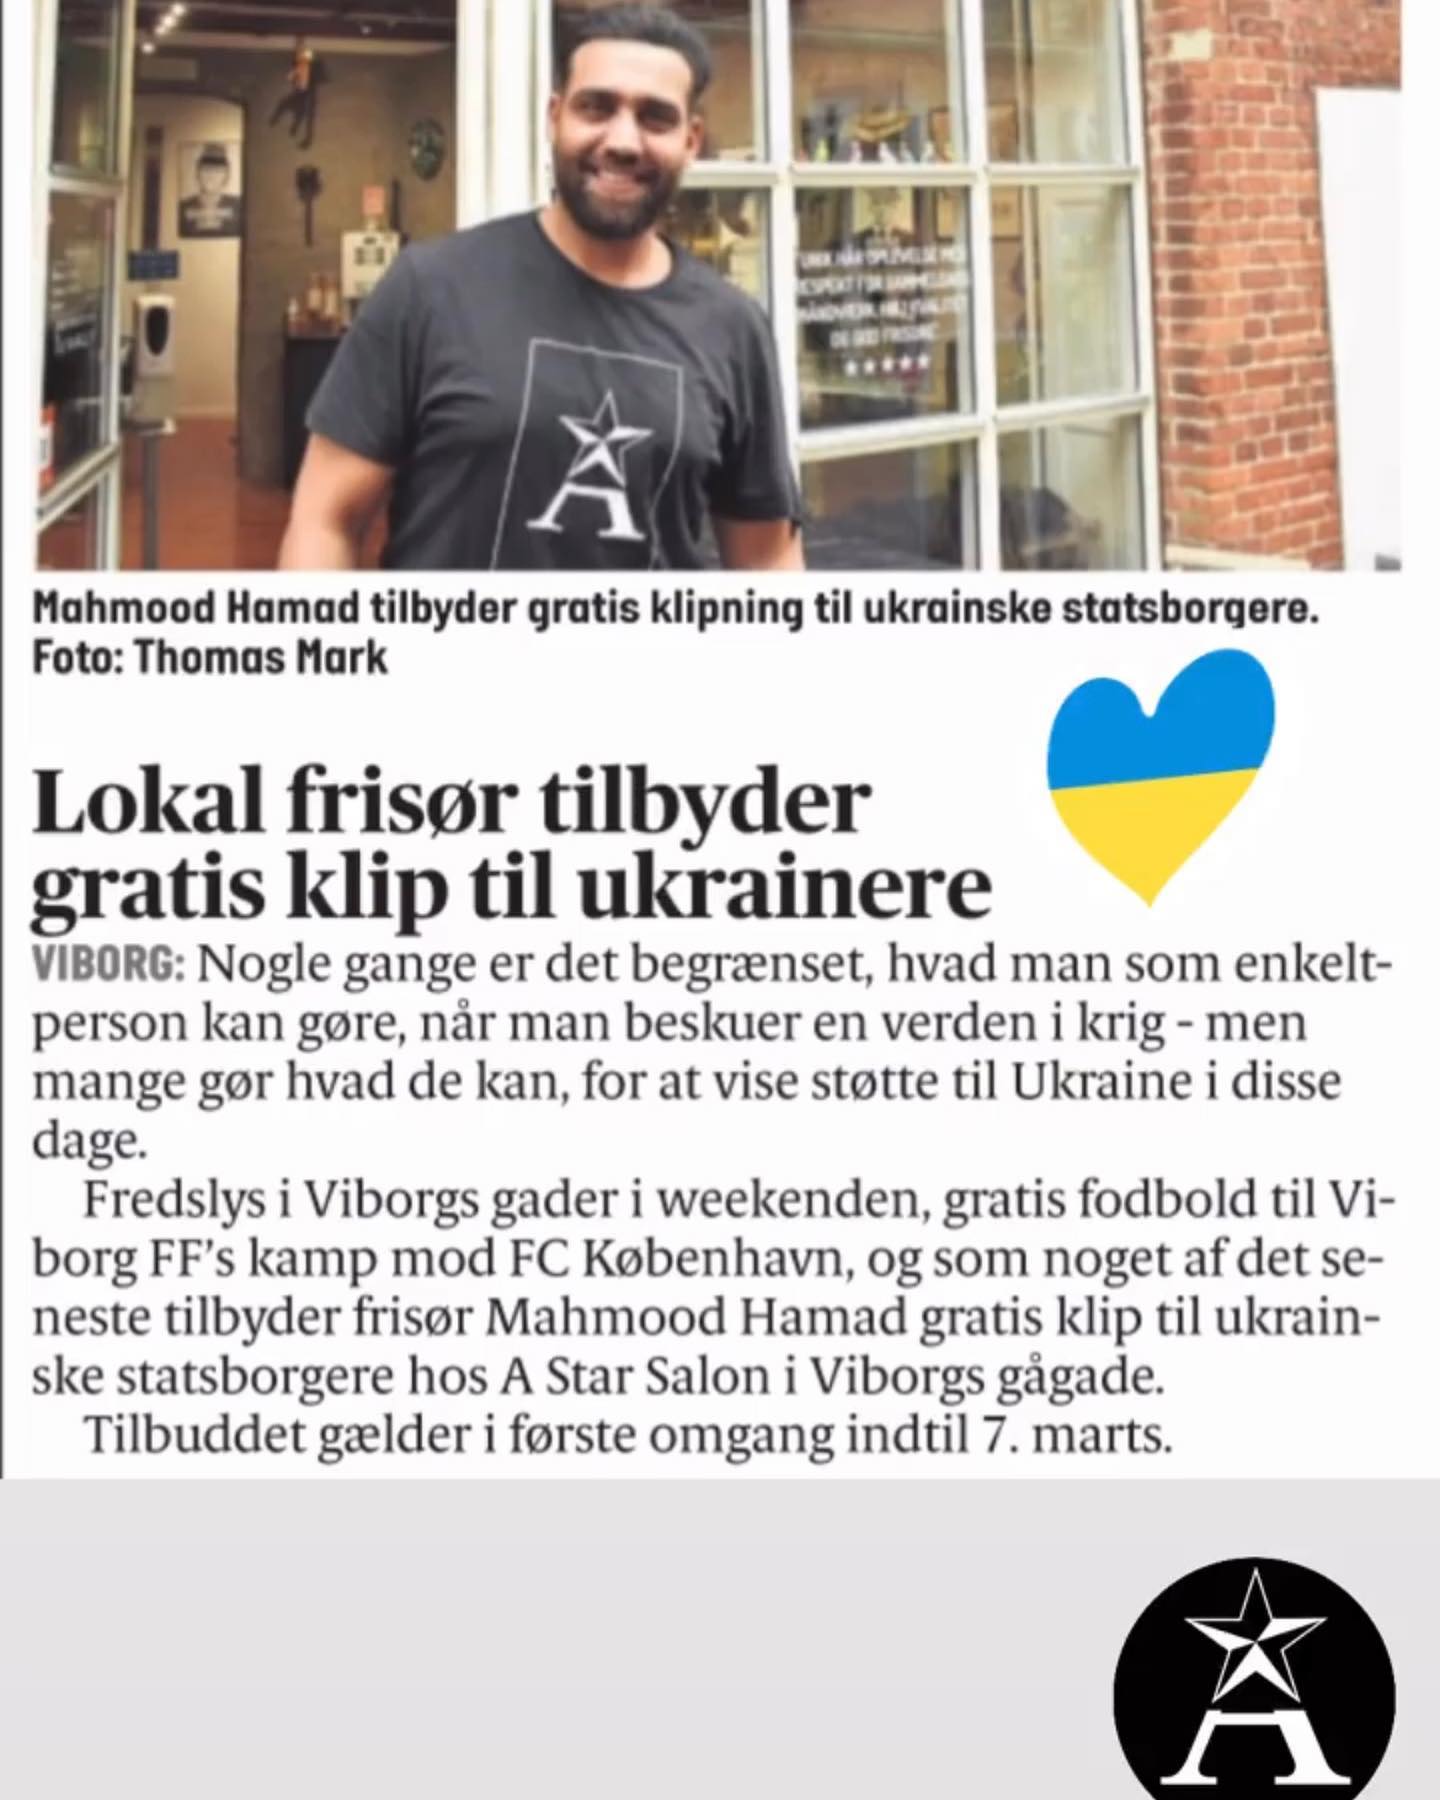 HÅNDVÆRK, HØJ KVALITET
Mahmood Hamad tilbyder gratis klipning til ukrainske statsborgere.
Foto: Thomas Mark
Lokal frisør tilbyder
gratis klip til ukrainere
VIBORG: Nogle gange er det begrænset, hvad man som enkelt-
person kan gøre, når man beskuer en verden i krig - men
mange gør hvad de kan, for at vise støtte til Ukraine i disse
dage.
Fredslys i Viborgs gader i weekenden, gratis fodbold til Vi-
borg FF’s kamp mod FC København, og som noget af det se-
neste tilbyder frisør Mahmood Hamad gratis klip til ukrain-
ske statsborgere hos A Star Salon i Viborgs gågade.
Tilbuddet gælder i første omgang indtil 7. marts.
A